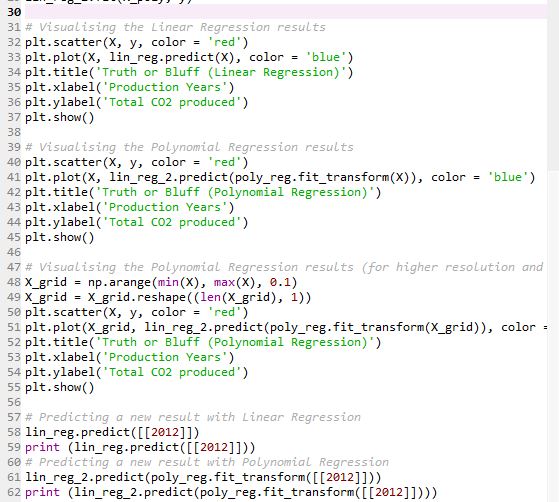 30
31 # Visualising the Linear Regression results
32 plt.scatter(X, y, color = 'red')
33 plt.plot(X, lin_reg.predict(X), color = 'blue')
34 plt.title('Truth or Bluff (Linear Regression)')
35 plt.xlabel('Production Years')
36 plt.ylabel('Total CO2 produced')
37 plt.show()
38
39 # Visualising the Polynomial Regression results
40 plt.scatter(X, y, color = 'red')
41 plt.plot(X, lin_reg_2.predict(poly_reg.fit_transform(X)), color = 'blue')
42 plt.title('Truth or Bluff (Polynomial Regression)')
43 plt.xlabel('Production Years')
44 plt.ylabel('Total CO2 produced')
45 plt.show()
46
47 # Visualising the Polynomial Regression results (for higher resolution and
48 X_grid = np.arange(min(X), max(X), 0.1)
49 X_grid = X_grid.reshape((len(X_grid), 1))
50 plt.scatter(X, y, color = 'red')
51 plt.plot(X_grid, lin_reg_2.predict(poly_reg.fit_transform(X_grid)), color =
52 plt.title('Truth or Bluff (Polynomial Regression)')
53 plt.xlabel('Production Years')
54 plt.ylabel('Total CO2 produced')
55 plt.show()
56
57 # Predicting a new result with Linear Regression
58 lin_reg.predict([[2012]])
59 print (lin_reg.predict([[2012]]))
60 # Predicting a new result with Polynomial Regression
61 lin_reg_2.predict(poly_reg.fit_transform([[2012]]))
62 print (lin_reg_2.predict(poly_reg.fit_transform([[2012]])))